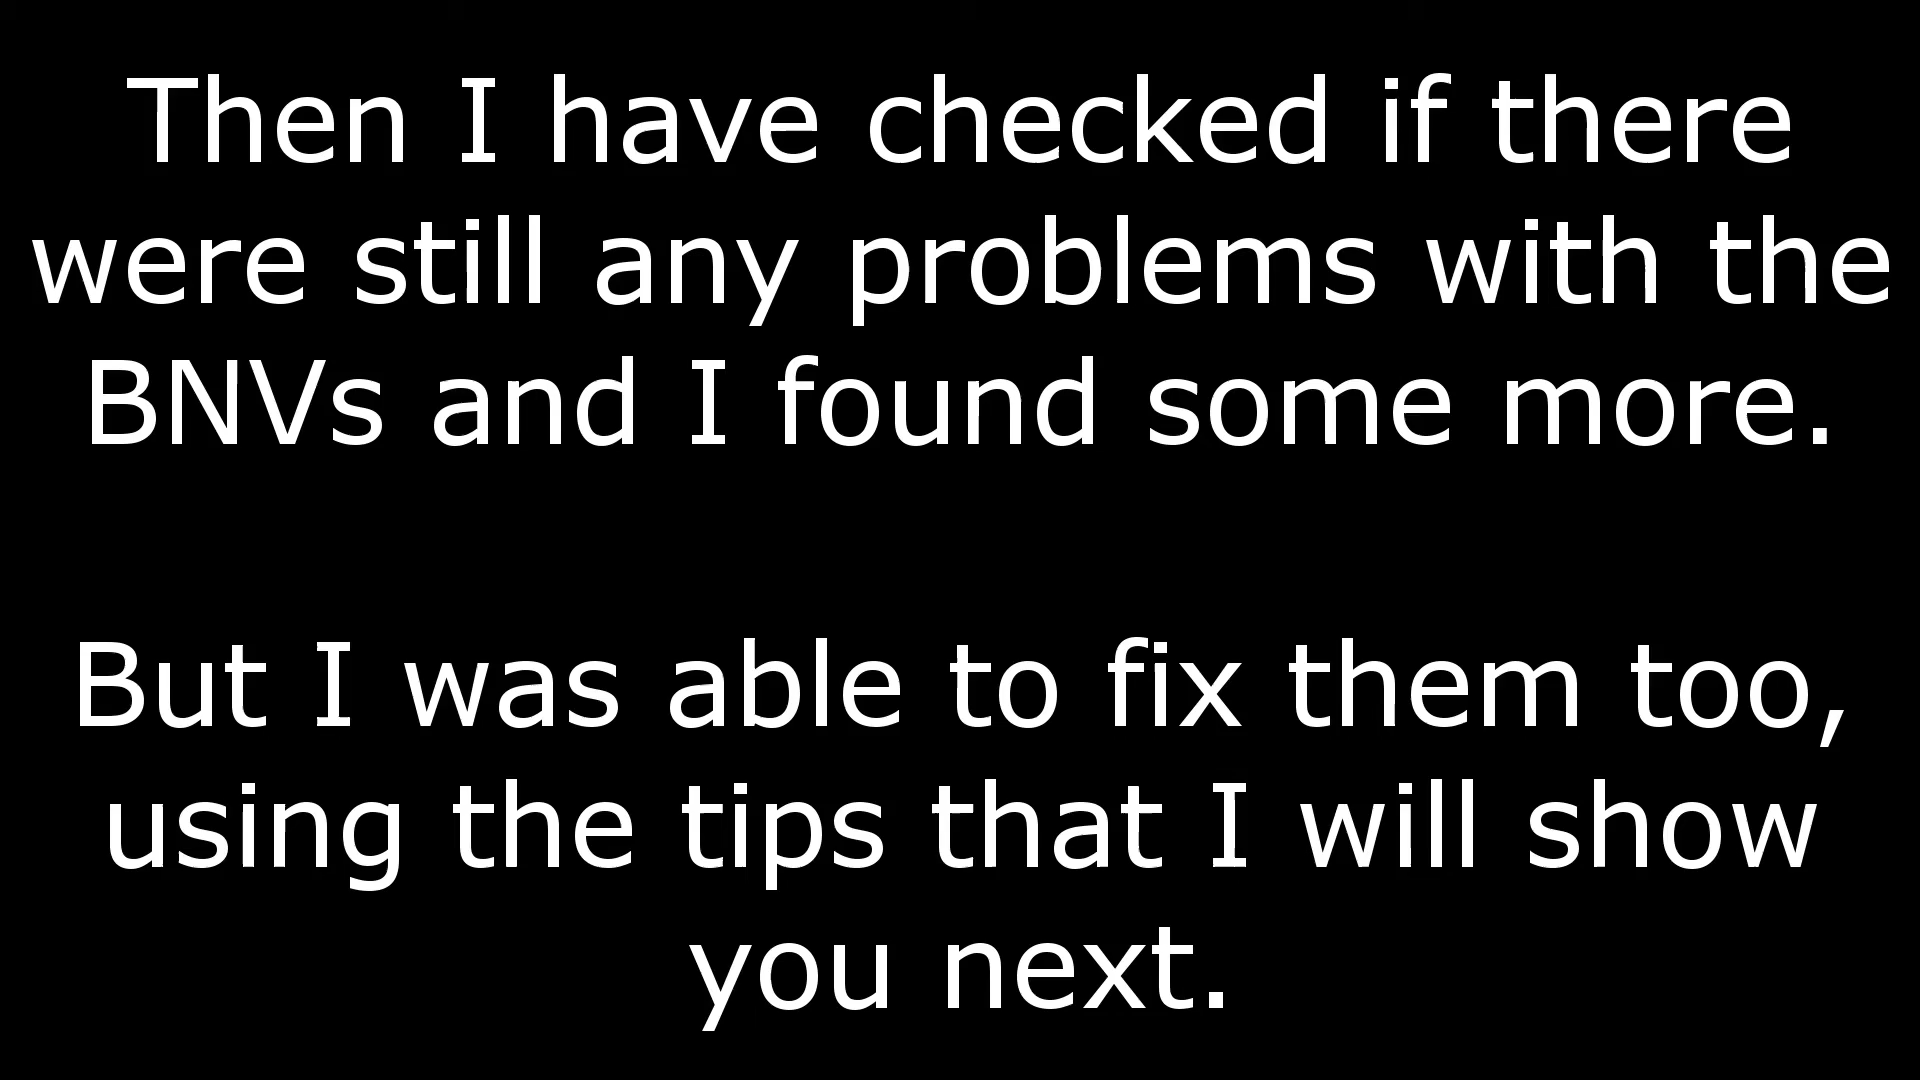 Then I have checked if there
were still any problems with the
BNVs and I found some more.
But I was able to fix them too,
using the tips that I will show
you next.